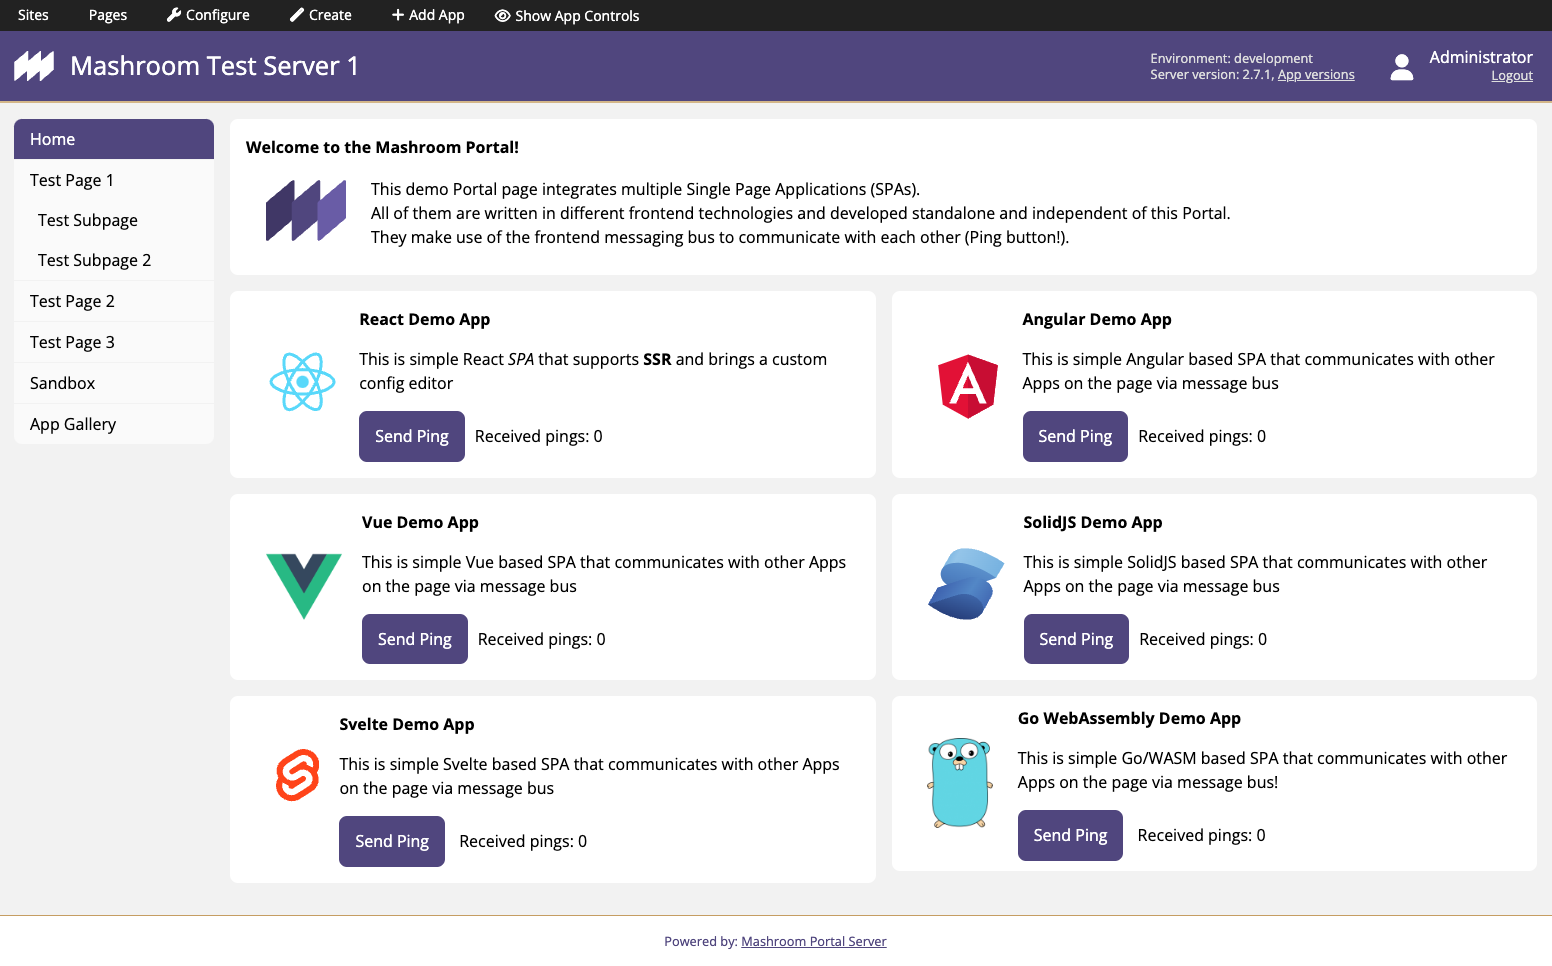 Sites Pages Configure Create Add App Show App Controls
Mashroom Test Server 1
Environment: development
Server version: 2.7.1, App versions
Administrator
Logout
Home
Test Page 1
Test Subpage
Test Subpage 2
Test Page 2
Test Page 3
Sandbox
App Gallery
Welcome to the Mashroom Portal!
This demo Portal page integrates multiple Single Page Applications (SPAs).
All of them are written in different frontend technologies and developed standalone and independent of this Portal.
They make use of the frontend messaging bus to communicate with each other (Ping button!).
React Demo App
This is simple React SPA that supports SSR and brings a custom
config editor
Send Ping Received pings: 0
Angular Demo App
This is simple Angular based SPA that communicates with other
Apps on the page via message bus
Send Ping Received pings: 0
Vue Demo App
This is simple Vue based SPA that communicates with other Apps
on the page via message bus
Send Ping Received pings: 0
SolidJS Demo App
This is simple SolidJS based SPA that communicates with other
Apps on the page via message bus
Send Ping Received pings: 0
Svelte Demo App
This is simple Svelte based SPA that communicates with other Apps
on the page via message bus
Send Ping Received pings: 0
Go WebAssembly Demo App
This is simple Go/WASM based SPA that communicates with other
Apps on the page via message bus!
Send Ping Received pings: 0
Powered by: Mashroom Portal Server